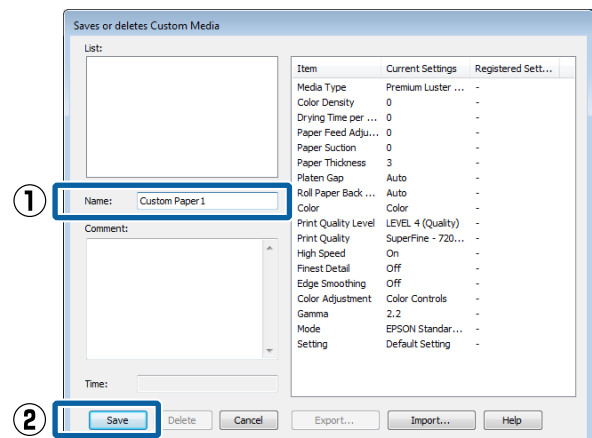 Saves or deletes Custom Media
List:
Item Current Settings Registered Sett...
Media Type Premium Luster ... -
Color Density 0 -
Drying Time per ... 0 -
Paper Feed Adju... 0 -
Paper Suction 0 -
Paper Thickness 3 -
Platen Gap Auto -
Roll Paper Back ... Auto -
Color Color -
Print Quality Level LEVEL 4 (Quality) -
Print Quality SuperFine - 720... -
High Speed On -
Finest Detail Off -
Edge Smoothing Off -
Color Adjustment Color Controls -
Gamma 2.2 -
Mode EPSON Standar... -
Setting Default Setting -
① Name: Custom Paper1
Comment:
Time:
② Save Delete Cancel Export... Import... Help